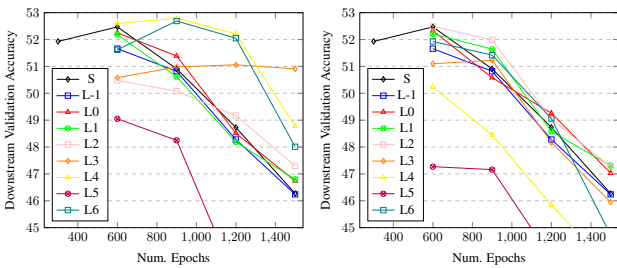 53
52
51
50
49
48
47
46
45
Downstream Validation Accuracy
S
L-1
L0
L1
L2
L3
L4
L5
L6
400
600
800
1,000
1,200
1,400
Num. Epochs
53
52
51
50
49
48
47
46
45
Downstream Validation Accuracy
S
L-1
L0
L1
L2
L3
L4
L5
L6
400
600
800
1,000
1,200
1,400
Num. Epochs